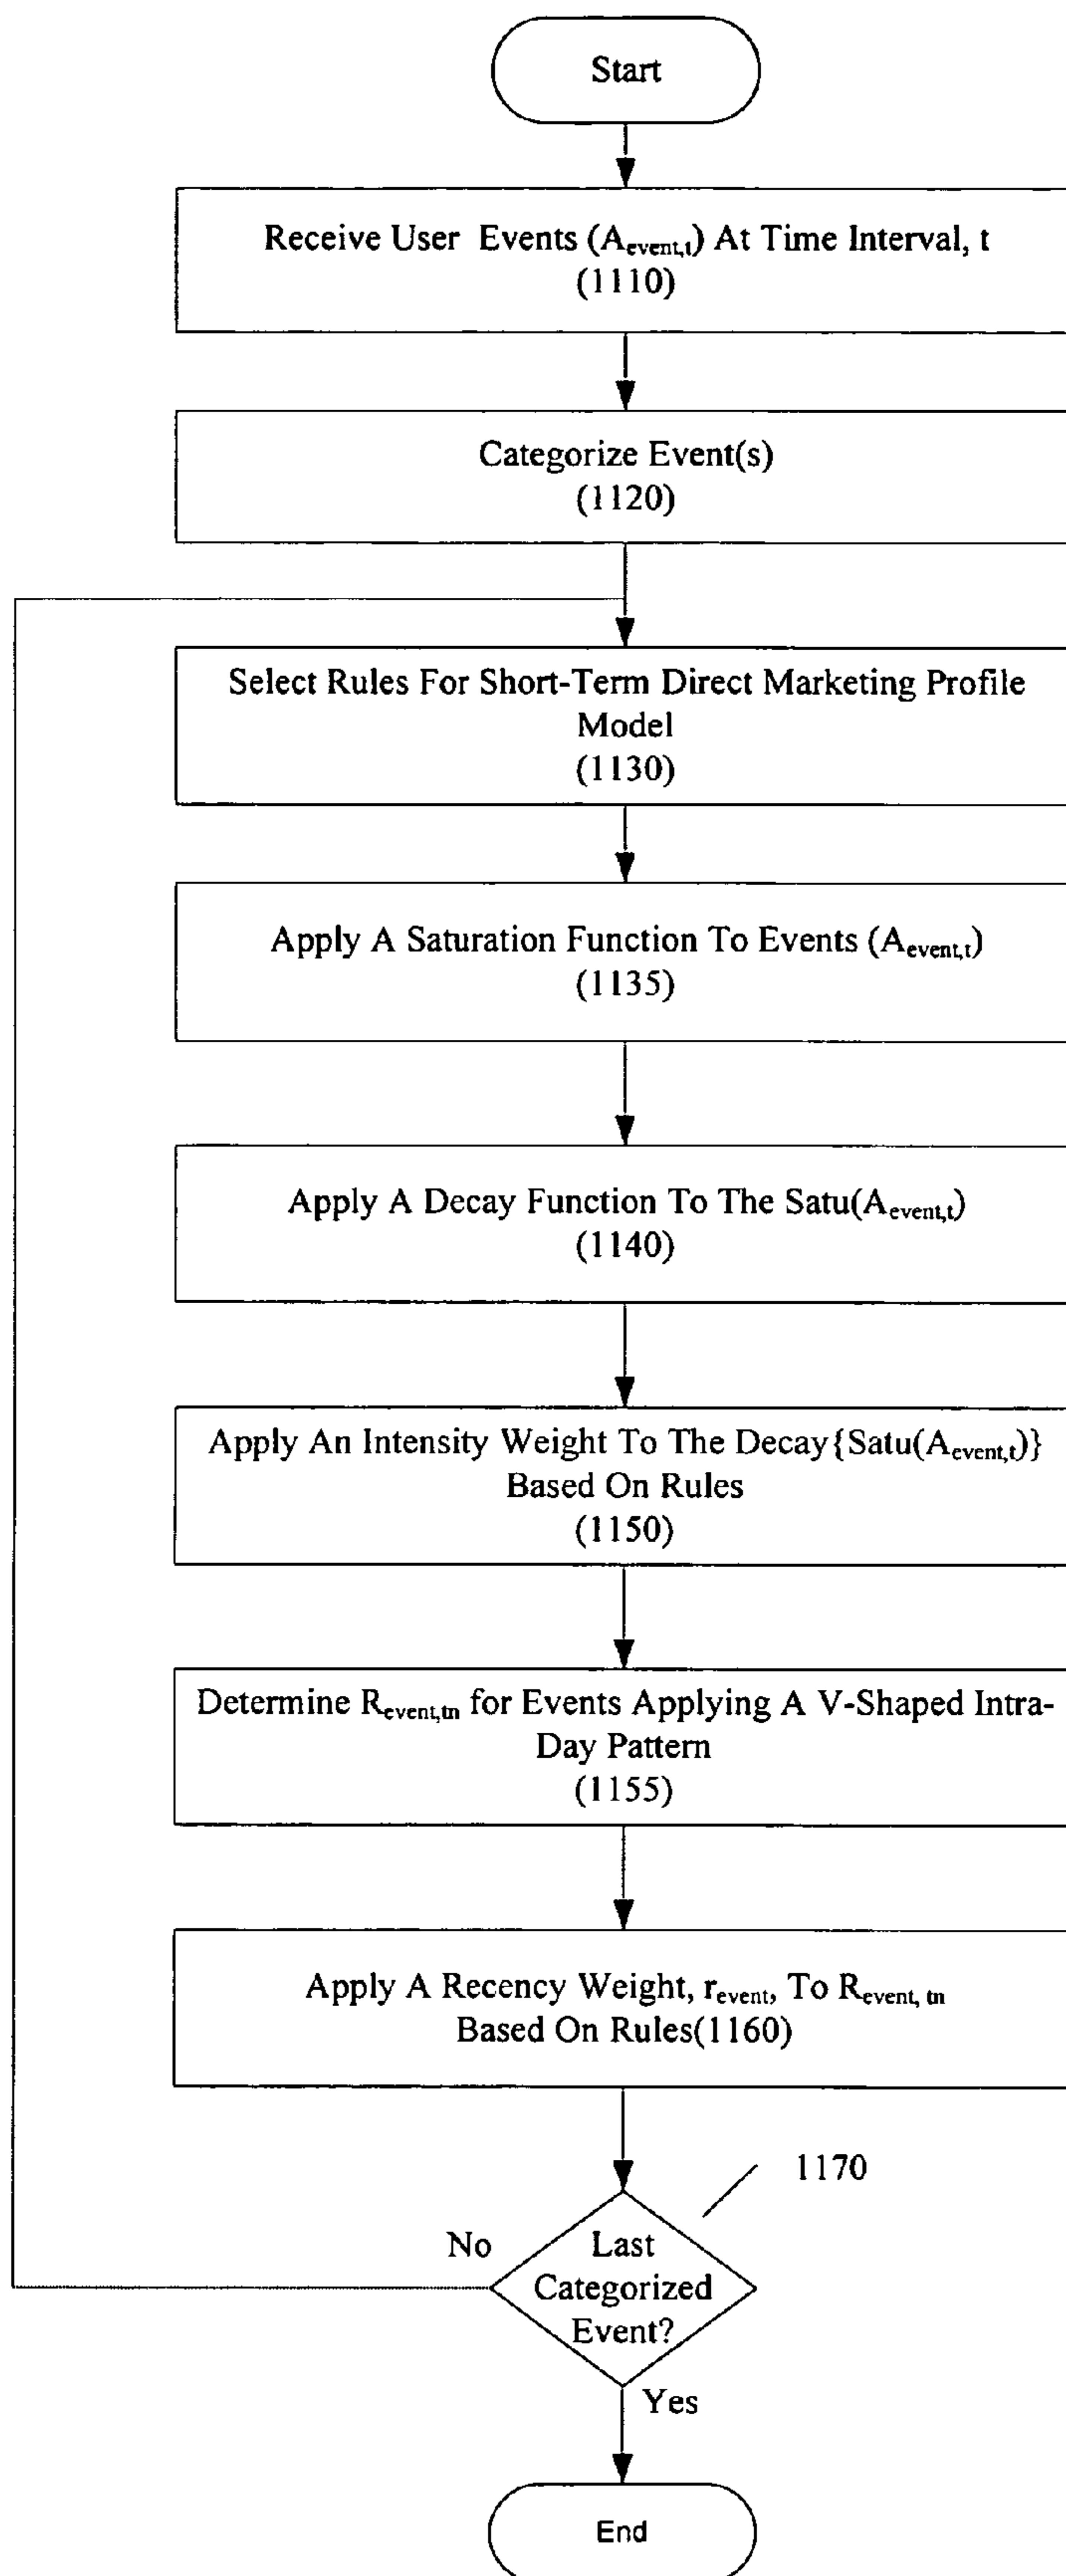 Start
Receive User Events (Aevent,t) At Time Interval, t
(1110)
Categorize Event(s)
(1120)
Select Rules For Short-Term Direct Marketing Profile
Model
(1130)
Apply A Saturation Function To Events (Aevent,t)
(1135)
Apply A Decay Function To The Satu(Aevent,t)
(1140)
Apply An Intensity Weight To The Decay{Satu(Aevent,t)}
Based On Rules
(1150)
Determine Revent,tn for Events Applying A V-Shaped Intra-
Day Pattern
(1155)
Apply A Recency Weight, revent, To Revent, tn
Based On Rules(1160)
1170
No
Last
Categorized
Event?
Yes
End